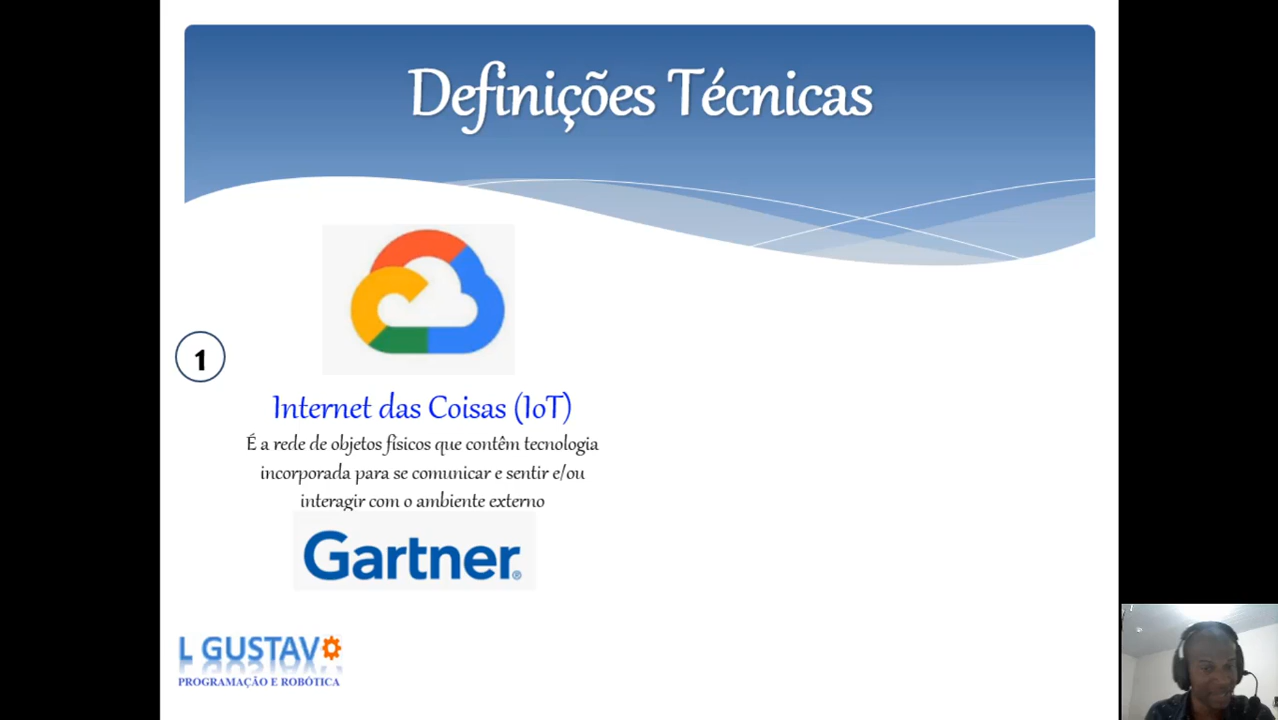 Definições Técnicas
1
Internet das Coisas (IoT)
É a rede de objetos físicos que contêm tecnologia
incorporada para se comunicar e sentir e/ou
interagir com o ambiente externo
Gartner®
L GUSTAVO
PROGRAMAÇÃO E ROBÓTICA